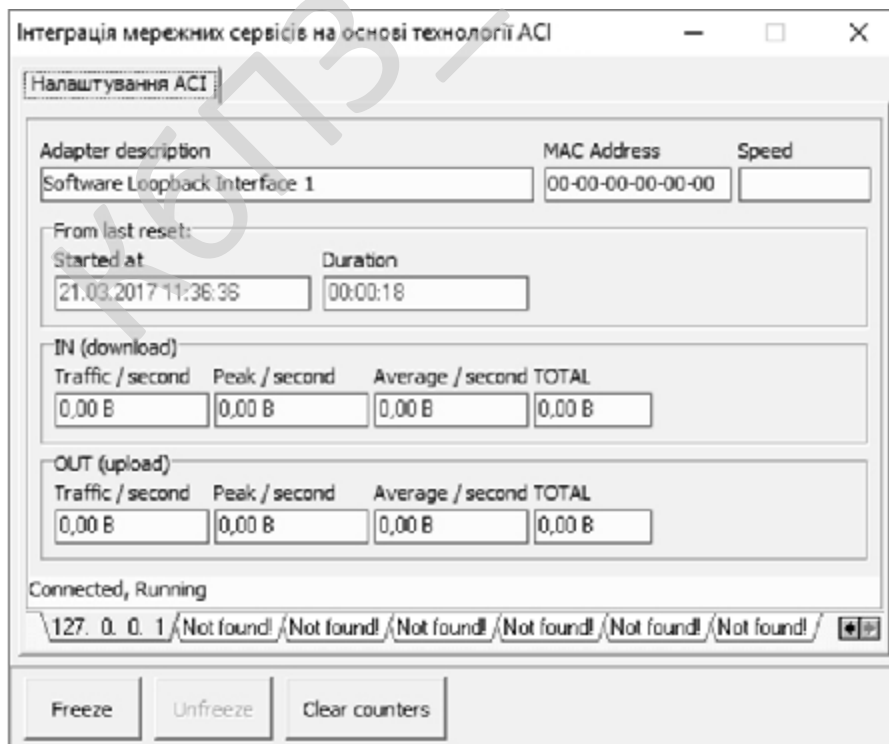 Інтеграція мережних сервісів на основі технології ACI
Налаштування ACI
Adapter description MAC Address Speed
Software Loopback Interface 1 00-00-00-00-00-00
From last reset:
Started at Duration
21.03.2017 11:36:36 00:00:18
IN (download)
Traffic / second Peak / second Average / second TOTAL
0,00 B 0,00 B 0,00 B 0,00 B
OUT (upload)
Traffic / second Peak / second Average / second TOTAL
0,00 B 0,00 B 0,00 B 0,00 B
Connected, Running
127. 0. 0. 1 Not found! Not found! Not found! Not found! Not found! Not found!
Freeze Unfreeze Clear counters
КбПЗ_